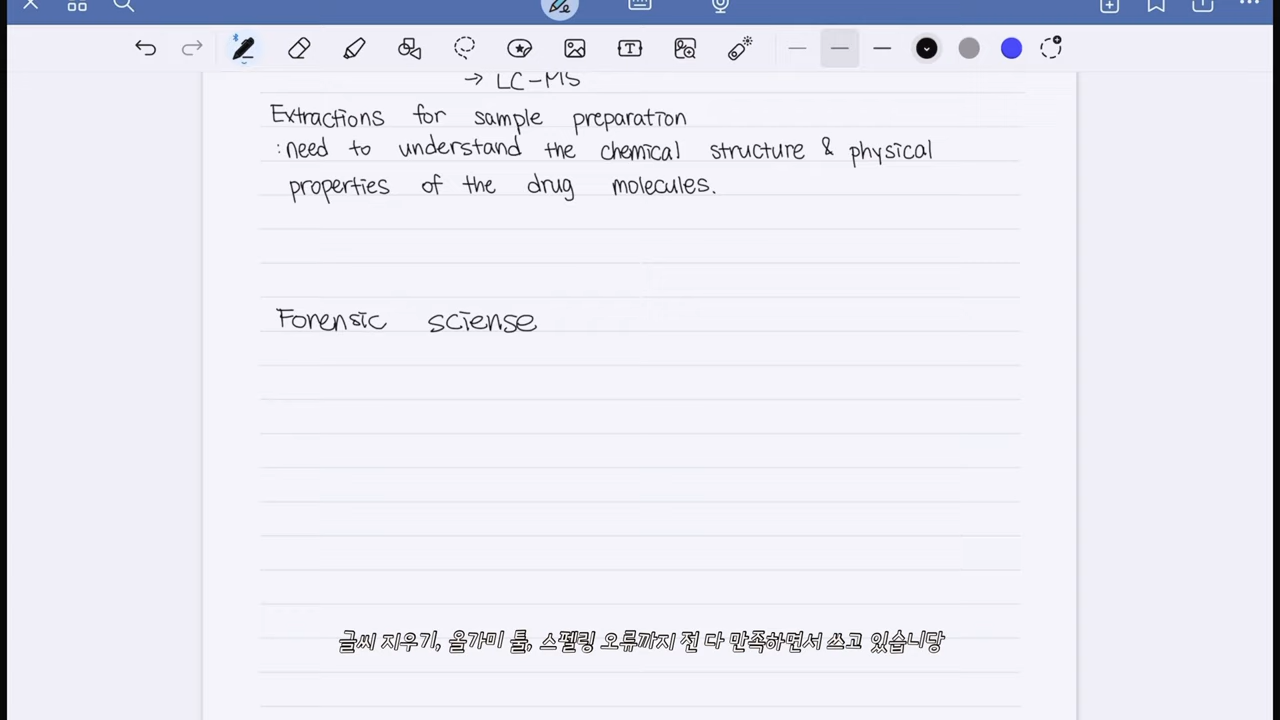 → LC-MS
Extractions for sample preparation
: need to understand the chemical structure & physical
properties of the drug molecules.
Forensic sciense
글씨 지우기, 올가미 툴, 스펠링 오류까지 전 다 만족하면서 쓰고 있습니당